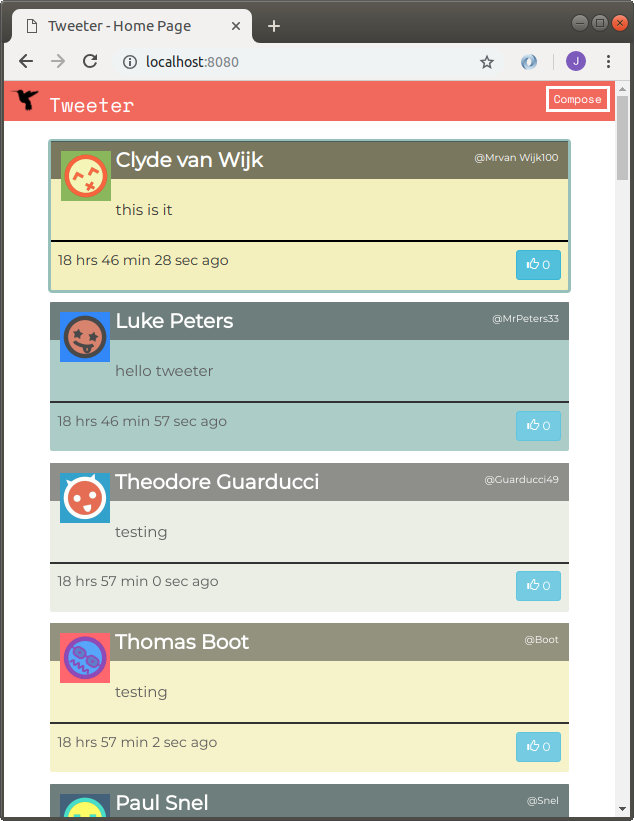 Tweeter - Home Page
localhost:8080
J
Tweeter
Compose
Clyde van Wijk
@Mrvan Wijk100
this is it
18 hrs 46 min 28 sec ago
0
Luke Peters
@MrPeters33
hello tweeter
18 hrs 46 min 57 sec ago
0
Theodore Guarducci
@Guarducci49
testing
18 hrs 57 min 0 sec ago
0
Thomas Boot
@Boot
testing
18 hrs 57 min 2 sec ago
0
Paul Snel
@Snel